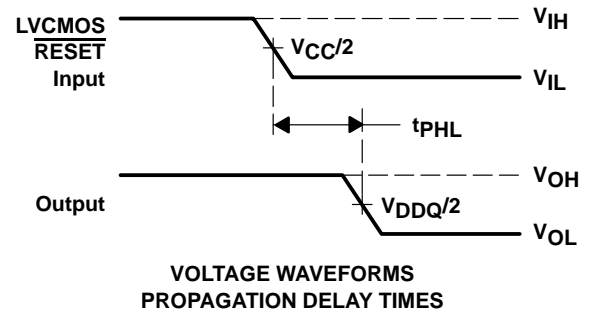 LVCMOS
RESET
Input
VIH
VCC/2
VIL
tPHL
Output
VOH
VDDQ/2
VOL
VOLTAGE WAVEFORMS
PROPAGATION DELAY TIMES